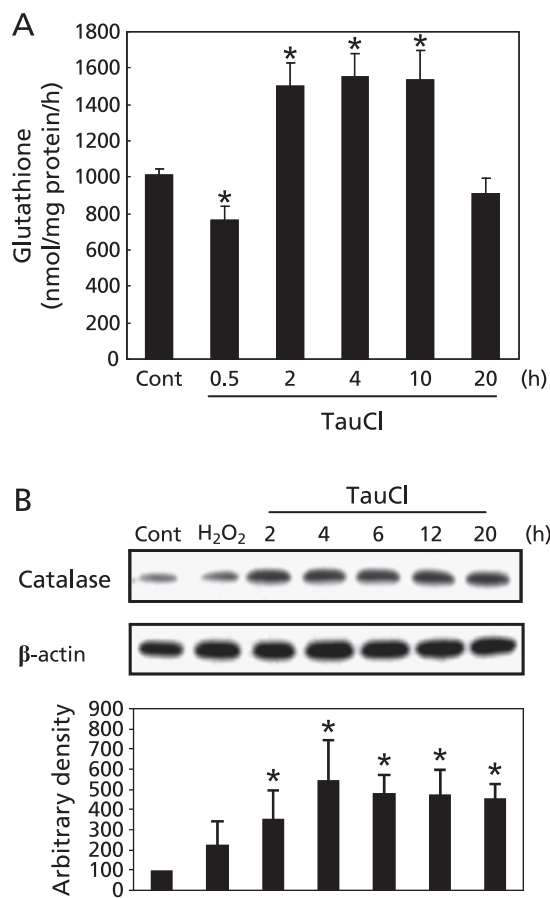 A
Glutathione
(nmol/mg protein/h)
1800
1600
1400
1200
1000
800
600
400
200
0
* * * *
Cont 0.5 2 4 10 20 (h)
TauCl
B
TauCl
Cont H₂O₂ 2 4 6 12 20 (h)
Catalase
β-actin
Arbitrary density
900
800
700
600
500
400
300
200
100
0
* * * * *